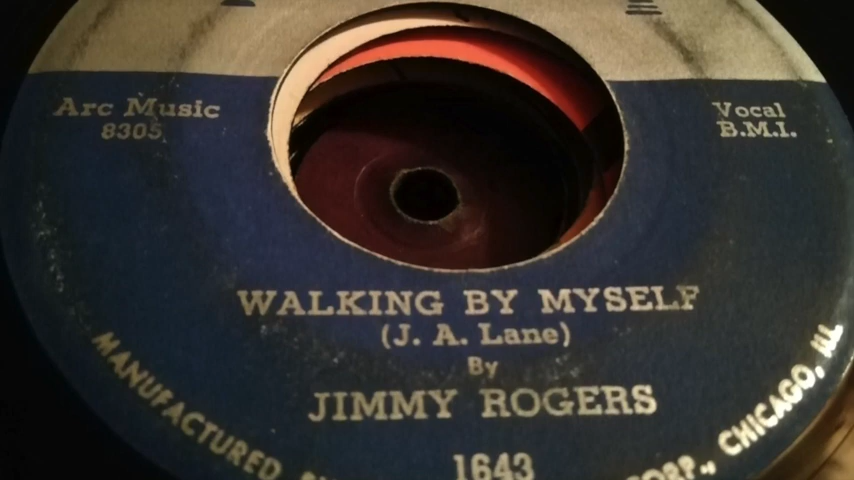 Arc Music
8305
Vocal
B.M.I.
WALKING BY MYSELF
(J. A. Lane)
By
JIMMY ROGERS
1643
MANUFACTURED
CORP., CHICAGO, ILL